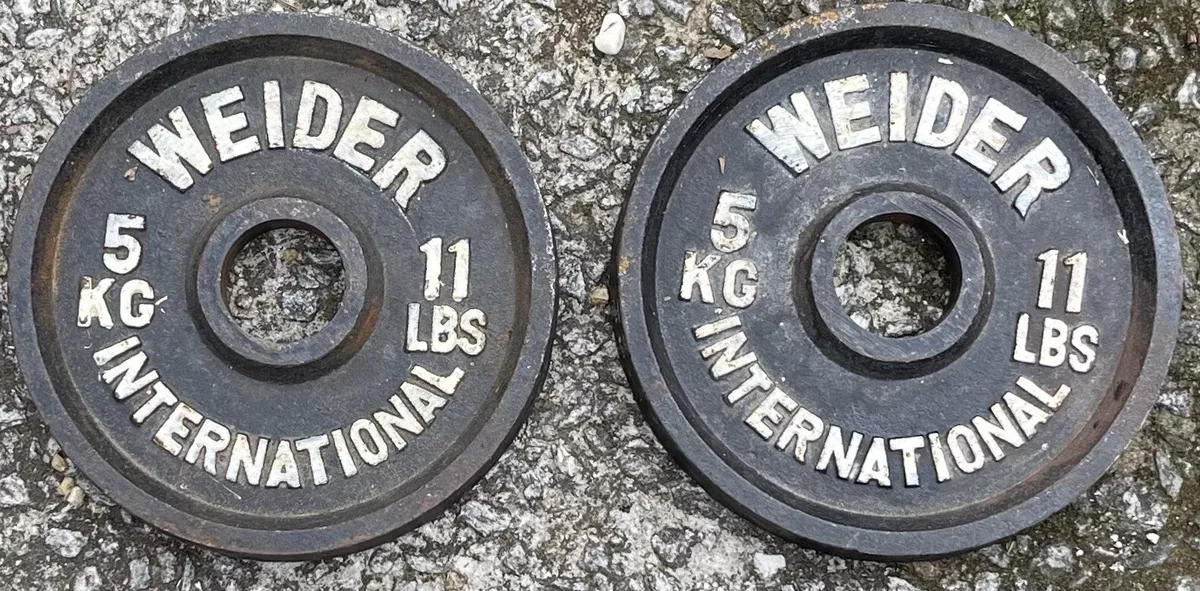 WEIDER
5
KG
11
LBS
INTERNATIONAL
WEIDER
5
KG
11
LBS
INTERNATIONAL